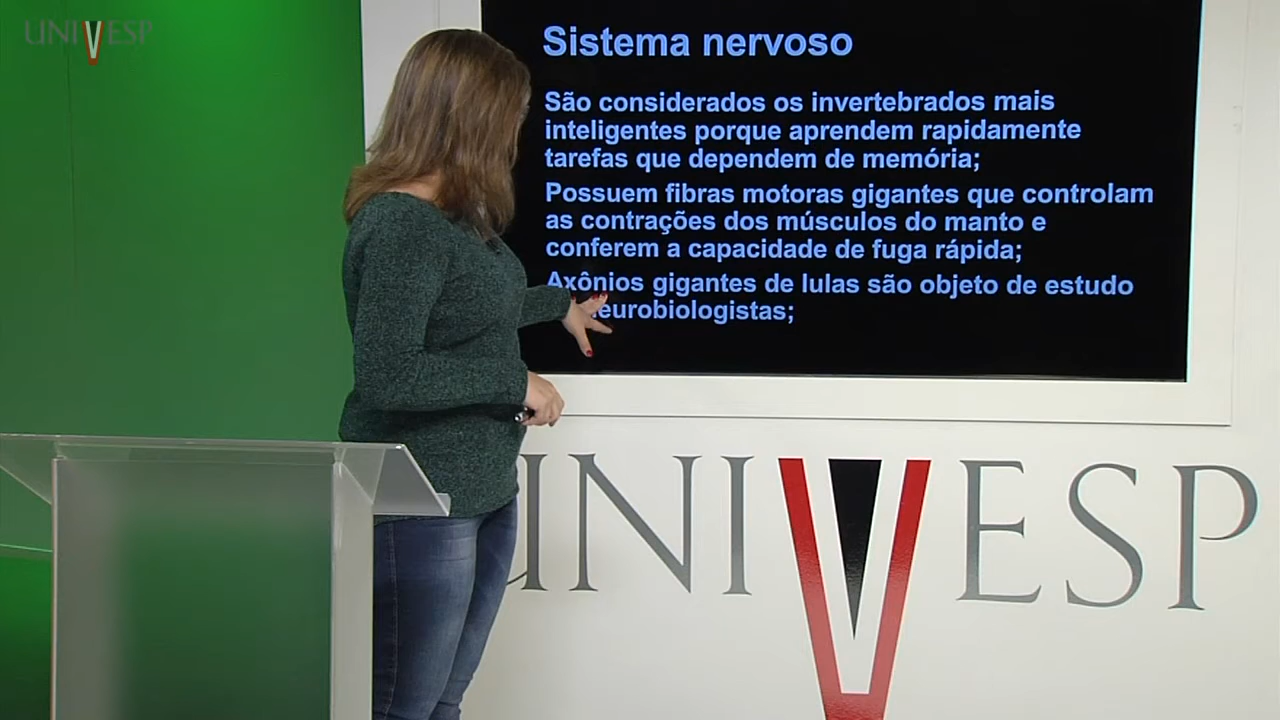 UNIVESP
Sistema nervoso
São considerados os invertebrados mais
inteligentes porque aprendem rapidamente
tarefas que dependem de memória;
Possuem fibras motoras gigantes que controlam
as contrações dos músculos do manto e
conferem a capacidade de fuga rápida;
Axônios gigantes de lulas são objeto de estudo
neurobiologistas;
UNIVESP